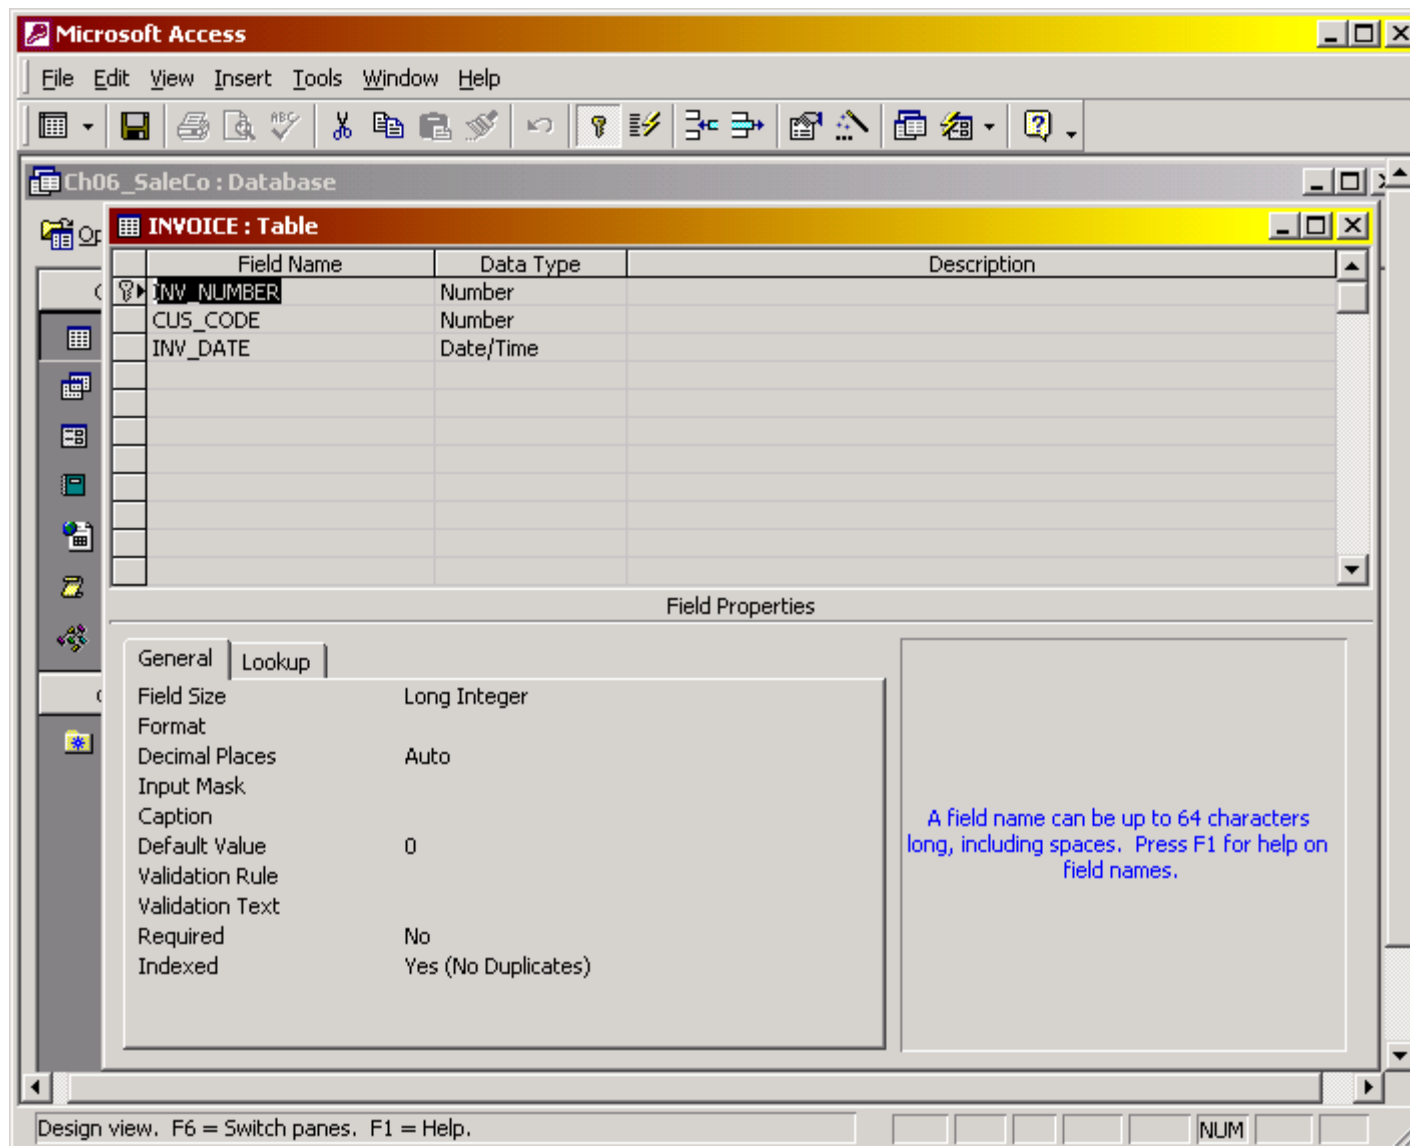 Microsoft Access
File Edit View Insert Tools Window Help
ABC
Ch06_SaleCo : Database
Op
INVOICE : Table
Field Name Data Type Description
INV_NUMBER Number
CUS_CODE Number
INV_DATE Date/Time
Field Properties
General Lookup
Field Size Long Integer
Format
Decimal Places Auto
Input Mask
Caption
Default Value 0
Validation Rule
Validation Text
Required No
Indexed Yes (No Duplicates)
A field name can be up to 64 characters
long, including spaces. Press F1 for help on
field names.
Design view. F6 = Switch panes. F1 = Help.
NUM